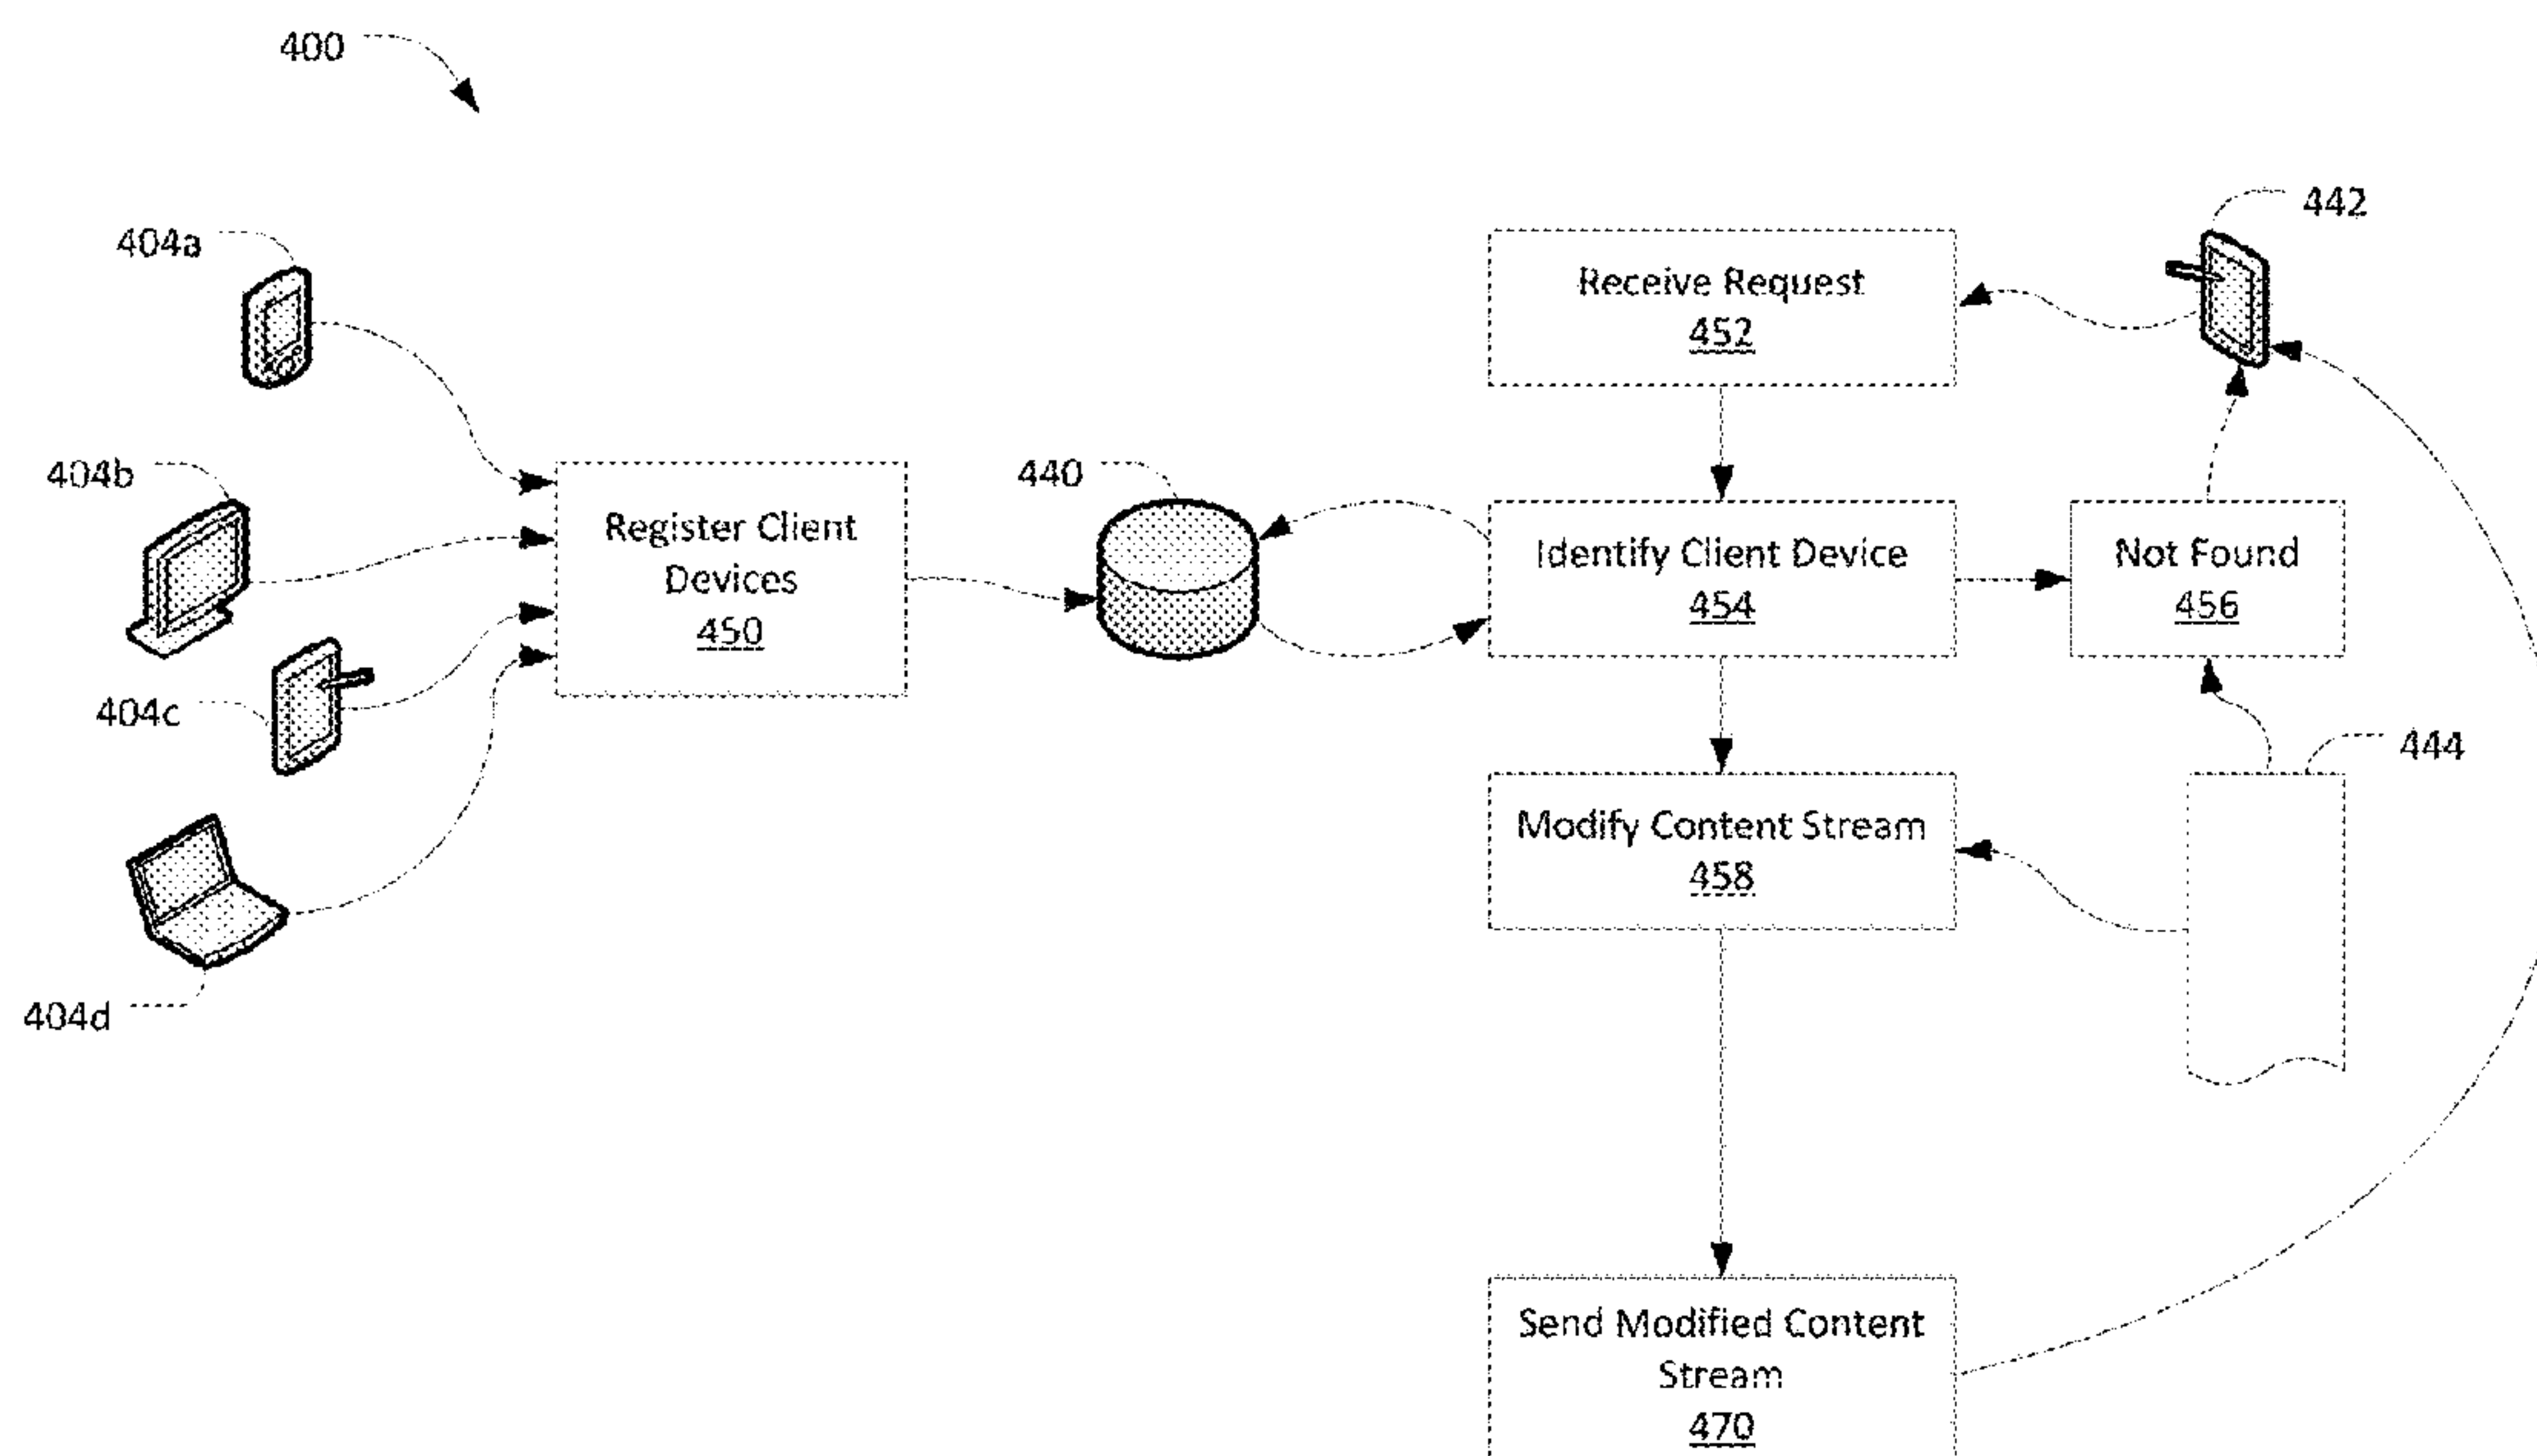 400
442
404a
Receive Request
452
404b
440
Register Client
Devices
450
Identify Client Device
454
Not Found
456
404c
444
Modify Content Stream
458
404d
Send Modified Content
Stream
470